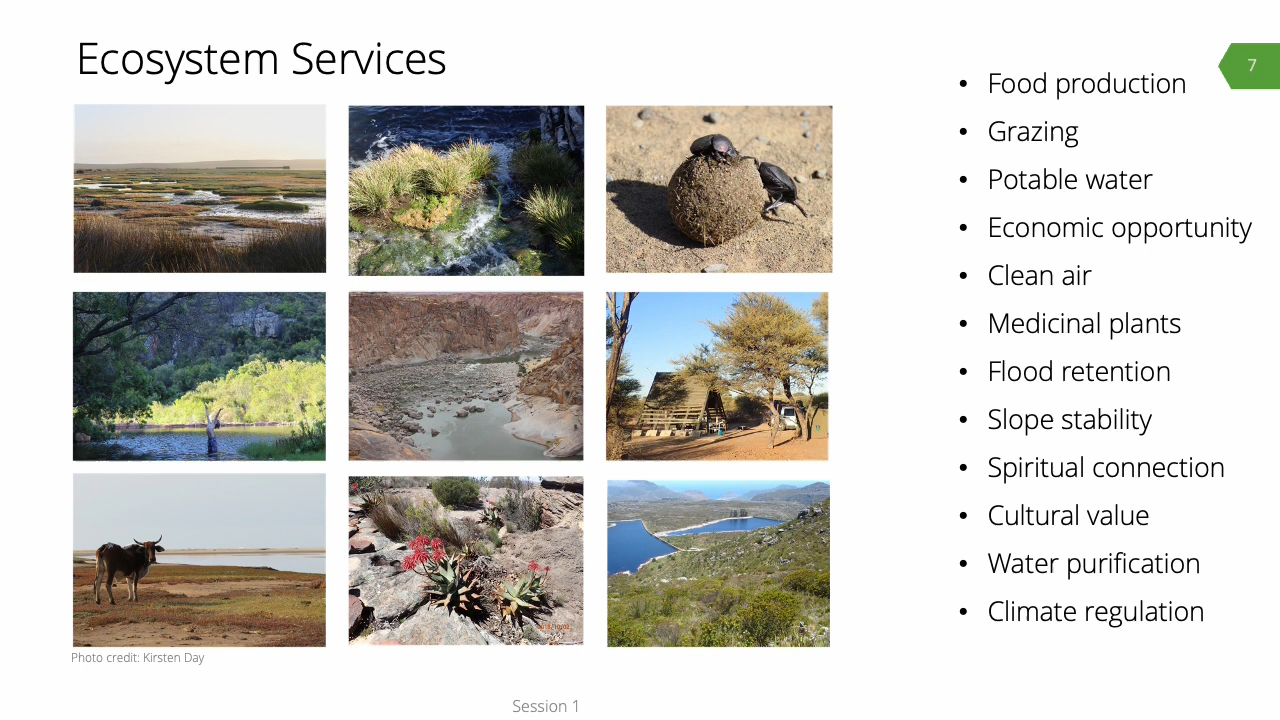 Ecosystem Services
7
• Food production
• Grazing
• Potable water
• Economic opportunity
• Clean air
• Medicinal plants
• Flood retention
• Slope stability
• Spiritual connection
• Cultural value
• Water purification
• Climate regulation
Photo credit: Kirsten Day
Session 1